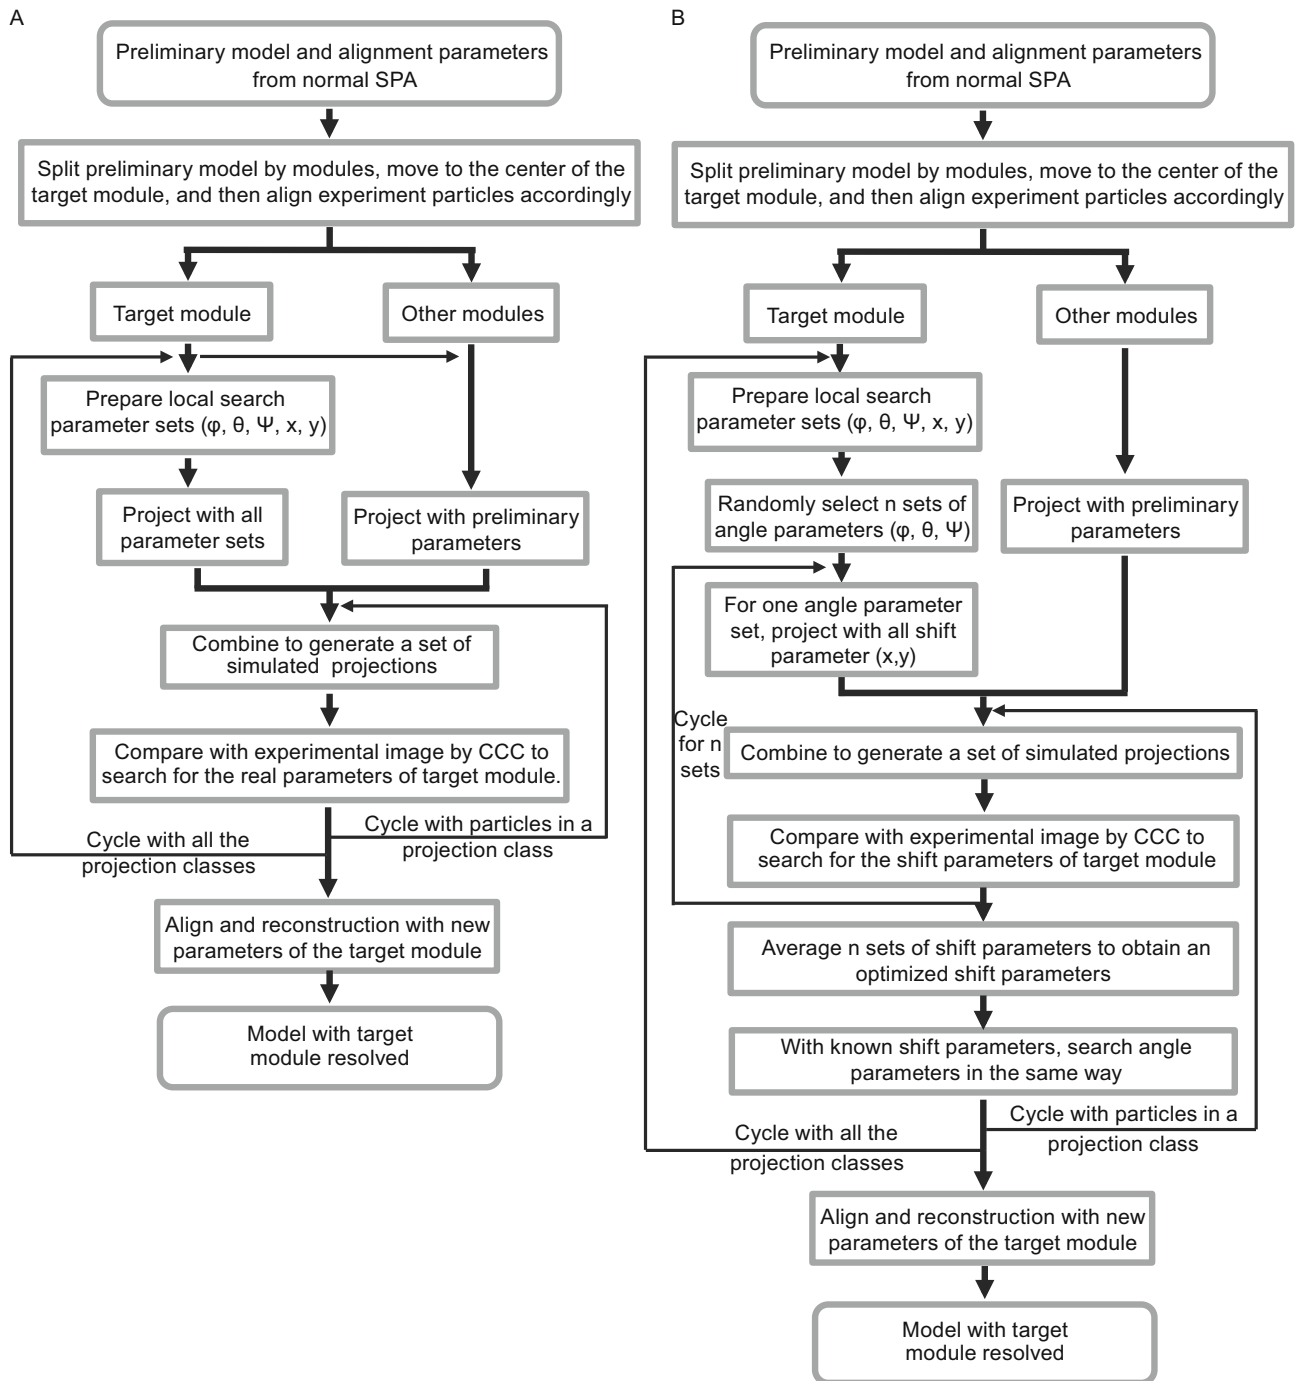 A
Preliminary model and alignment parameters
from normal SPA
Split preliminary model by modules, move to the center of the
target module, and then align experiment particles accordingly
Target module
Other modules
Prepare local search
parameter sets (φ, θ, Ψ, x, y)
Project with all
parameter sets
Project with preliminary
parameters
Combine to generate a set of
simulated projections
Compare with experimental image by CCC to
search for the real parameters of target module.
Cycle with all the
projection classes
Cycle with particles in a
projection class
Align and reconstruction with new
parameters of the target module
Model with target
module resolved
B
Preliminary model and alignment parameters
from normal SPA
Split preliminary model by modules, move to the center of the
target module, and then align experiment particles accordingly
Target module
Other modules
Prepare local search
parameter sets (φ, θ, Ψ, x, y)
Randomly select n sets of
angle parameters (φ, θ, Ψ)
Project with preliminary
parameters
For one angle parameter
set, project with all shift
parameter (x,y)
Cycle
for n
sets
Combine to generate a set of simulated projections
Compare with experimental image by CCC to
search for the shift parameters of target module
Average n sets of shift parameters to obtain an
optimized shift parameters
With known shift parameters, search angle
parameters in the same way
Cycle with all the
projection classes
Cycle with particles in a
projection class
Align and reconstruction with new
parameters of the target module
Model with target
module resolved